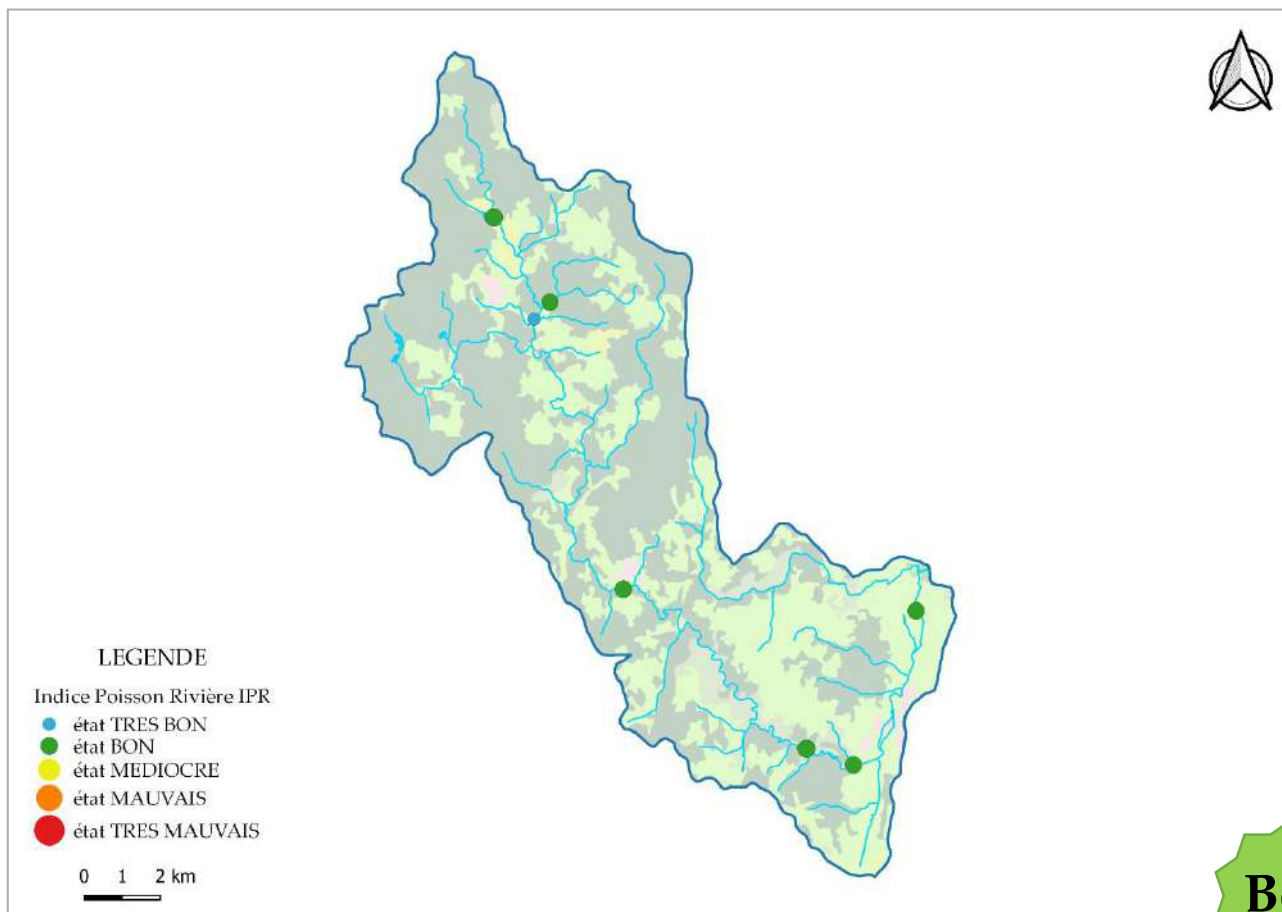 LEGENDE
Indice Poisson Rivière IPR
état TRES BON
état BON
état MEDIOCRE
état MAUVAIS
état TRES MAUVAIS
0 1 2 km